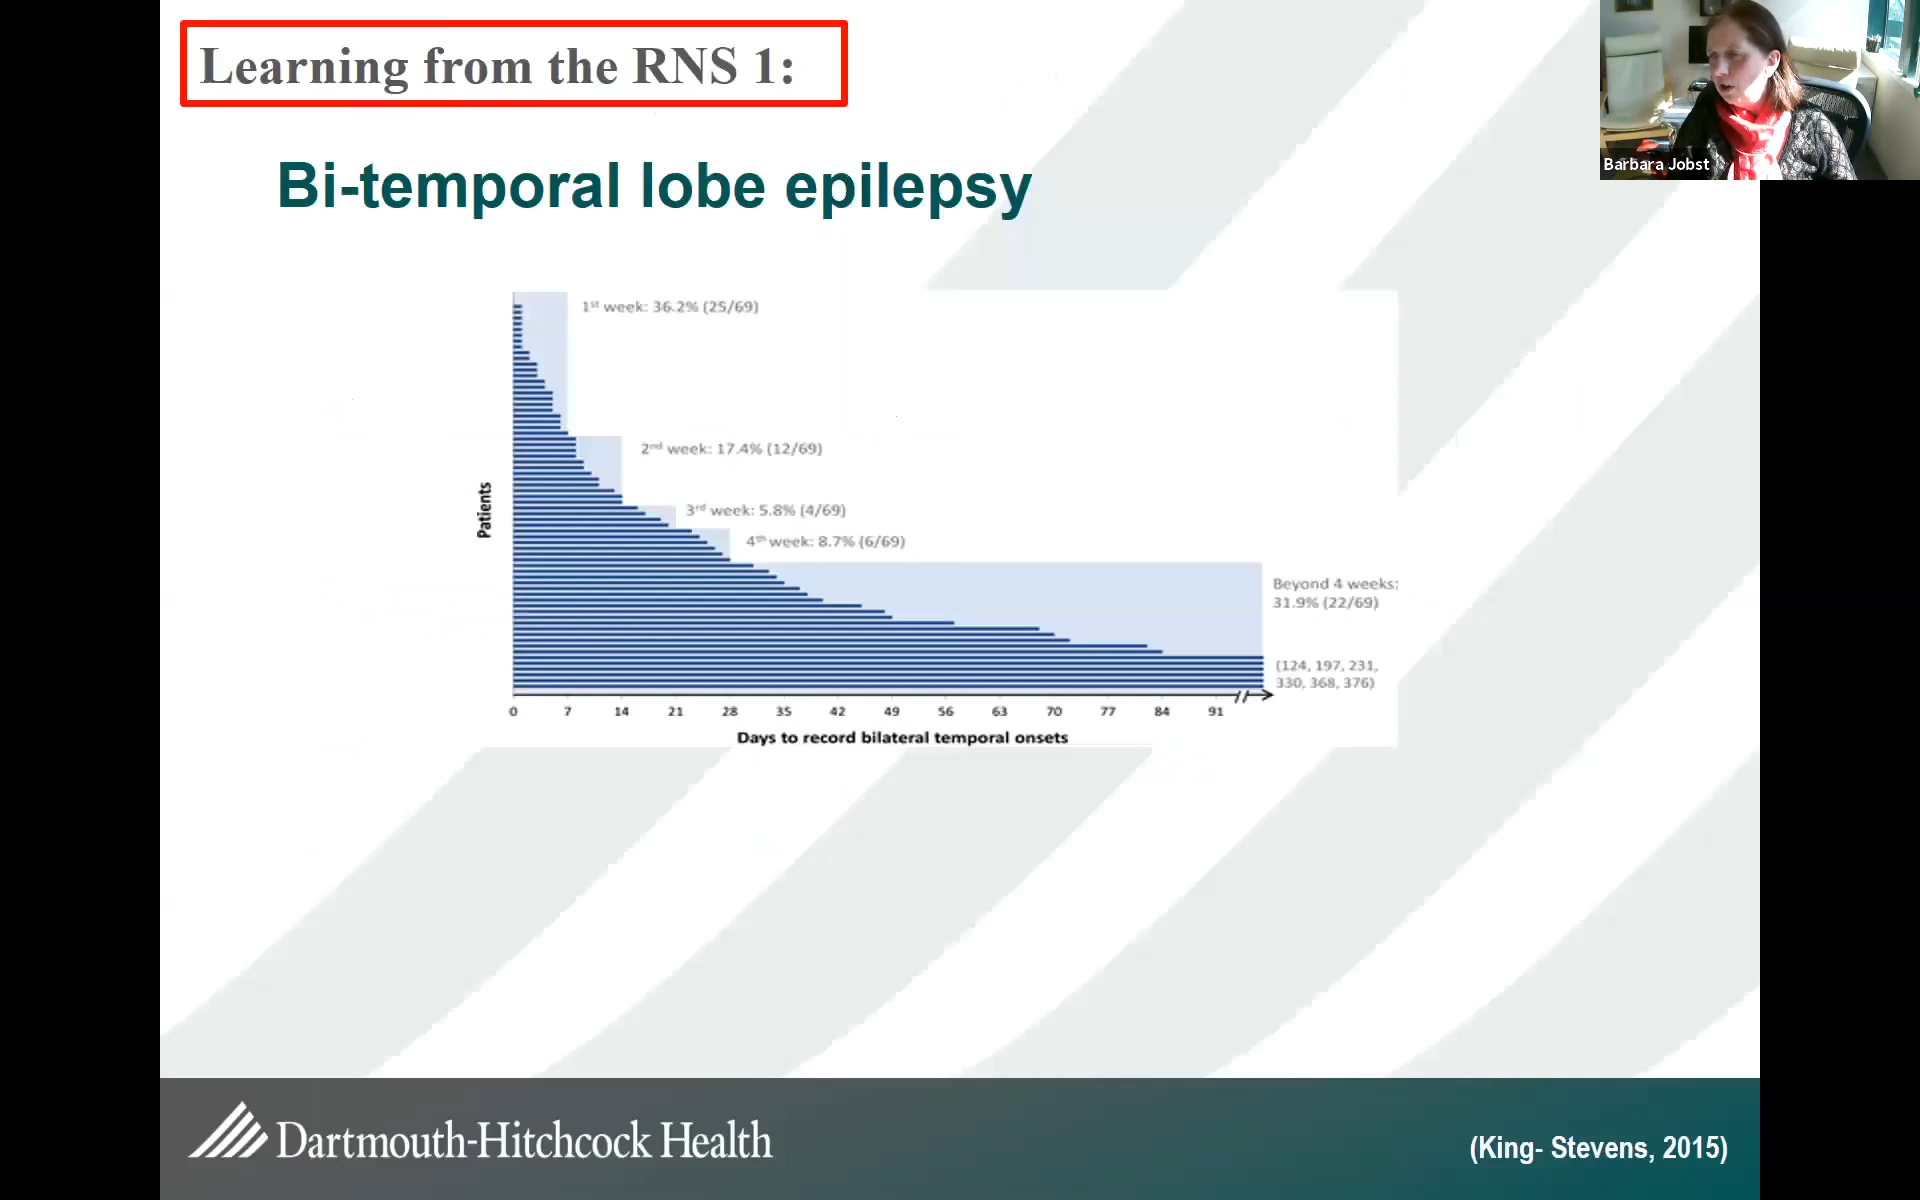 Learning from the RNS 1:
Barbara Jobst
Bi-temporal lobe epilepsy
1st week: 36.2% (25/69)
2nd week: 17.4% (12/69)
3rd week: 5.8% (4/69)
4th week: 8.7% (6/69)
Beyond 4 weeks:
31.9% (22/69)
(124, 197, 231,
330, 368, 376)
Patients
0 7 14 21 28 35 42 49 56 63 70 77 84 91
Days to record bilateral temporal onsets
Dartmouth-Hitchcock Health
(King- Stevens, 2015)